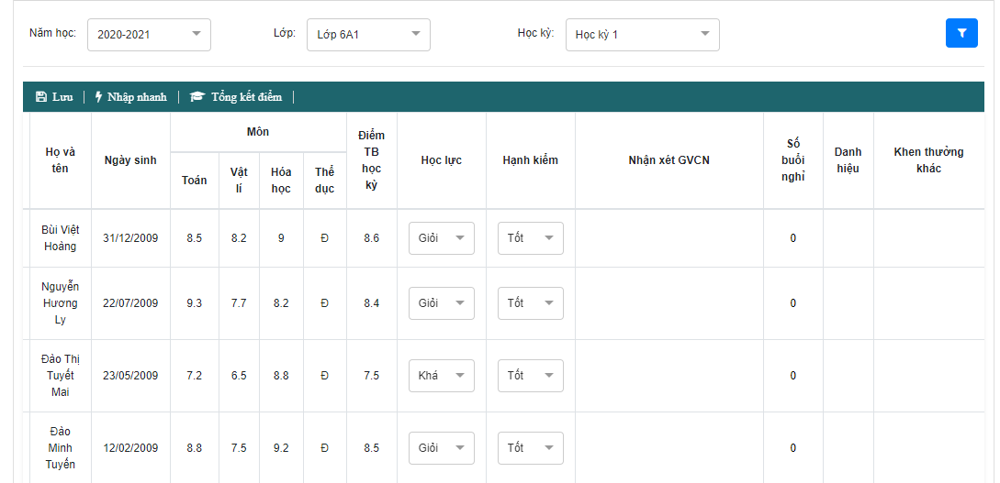 Năm học: 2020-2021 Lớp: Lớp 6A1 Học kỳ: Học kỳ 1
Lưu | Nhập nhanh | Tổng kết điểm |
Họ và tên Ngày sinh Môn Điểm TB học kỳ Học lực Hạnh kiểm Nhận xét GVCN Số buổi nghỉ Danh hiệu Khen thưởng khác
Toán Vật lí Hóa học Thể dục
Bùi Việt Hoàng 31/12/2009 8.5 8.2 9 Đ 8.6 Giỏi Tốt 0
Nguyễn Hương Ly 22/07/2009 9.3 7.7 8.2 Đ 8.4 Giỏi Tốt 0
Đào Thị Tuyết Mai 23/05/2009 7.2 6.5 8.8 Đ 7.5 Khá Tốt 0
Đào Minh Tuyến 12/02/2009 8.8 7.5 9.2 Đ 8.5 Giỏi Tốt 0